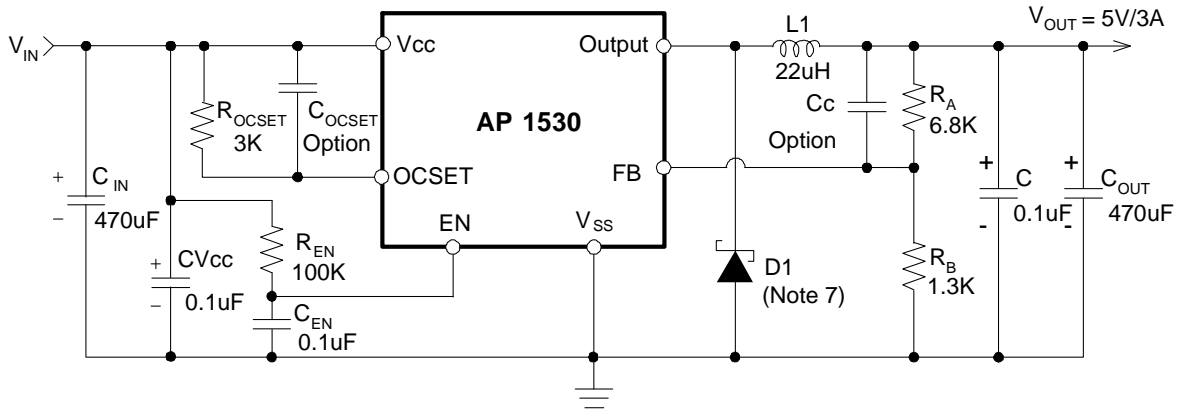 V_IN
Vcc
Output
L1
22uH
V_OUT = 5V/3A
R_OCSET
3K
C_OCSET
Option
AP 1530
Cc
Option
R_A
6.8K
OCSET
FB
+
C_IN
470uF
−
EN
V_SS
+
C
0.1uF
-
+
C_OUT
470uF
-
R_EN
100K
+
CVcc
0.1uF
−
D1
(Note 7)
R_B
1.3K
C_EN
0.1uF